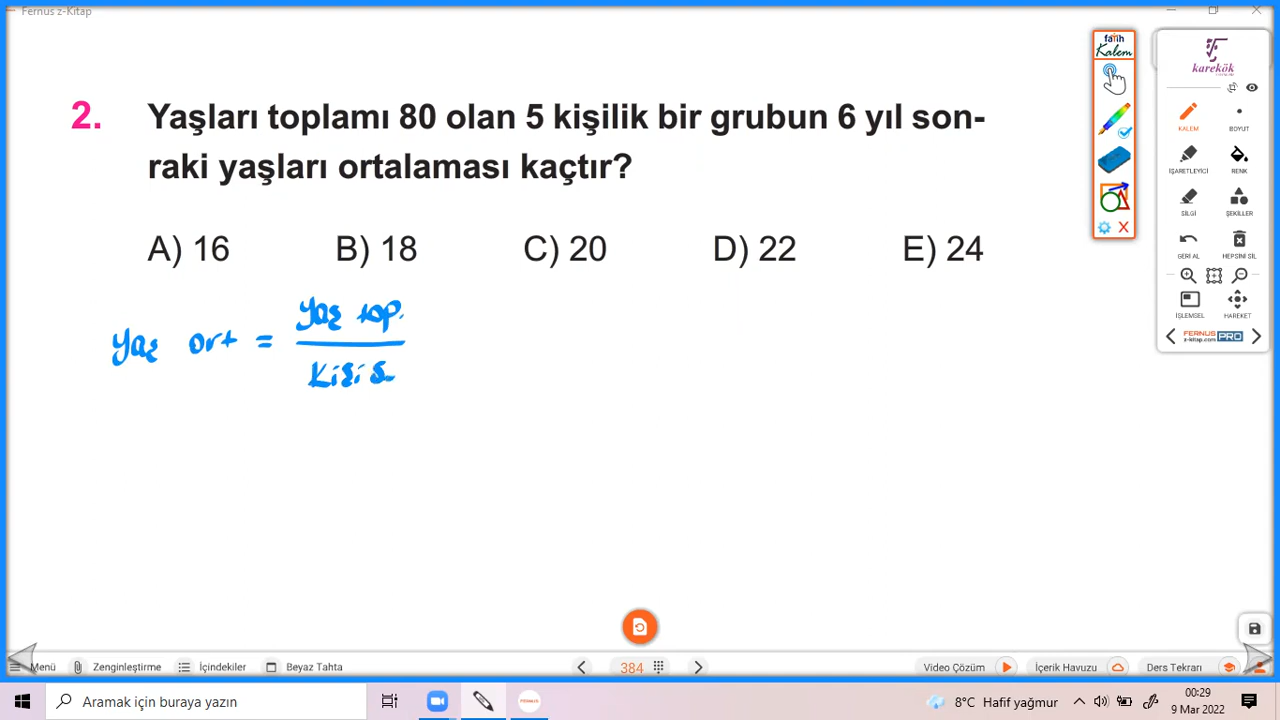 Fernus z-Kitap
fatih
Kalem
karekök
2. Yaşları toplamı 80 olan 5 kişilik bir grubun 6 yıl son-
raki yaşları ortalaması kaçtır?
A) 16 B) 18 C) 20 D) 22 E) 24
yaş ort = yaş top.
kişi s.
KALEM BOYUT
İŞARETLEYİCİ RENK
SİLGİ ŞEKİLLER
GERİ AL HEPSİNİ SİL
İŞLEMSEL HAREKET
FERNUS PRO
z-kitap.com
Menü Zenginleştirme İçindekiler Beyaz Tahta 384 Video Çözüm İçerik Havuzu Ders Tekrarı
Aramak için buraya yazın FERNUS 8°C Hafif yağmur 00:29
9 Mar 2022